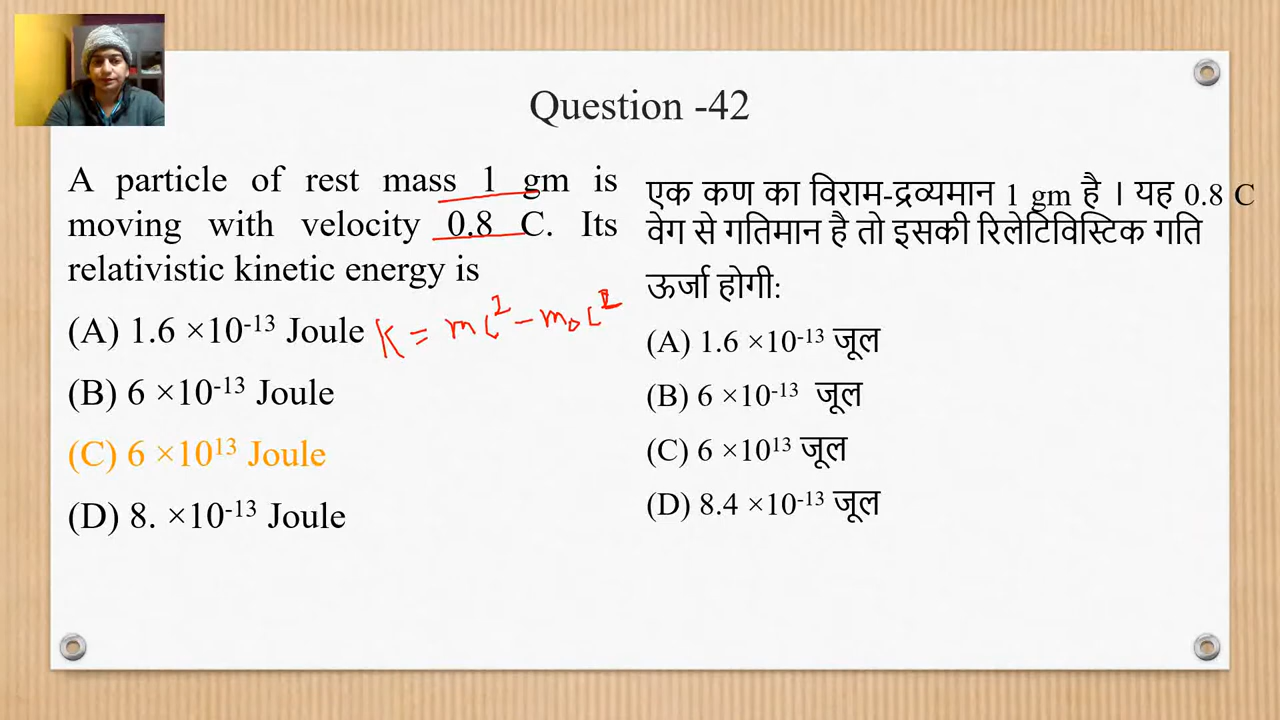 Question -42
A particle of rest mass 1 gm is
moving with velocity 0.8 C. Its
relativistic kinetic energy is
(A) 1.6 ×10⁻¹³ Joule
K = mc² - m₀c²
(B) 6 ×10⁻¹³ Joule
(C) 6 ×10¹³ Joule
(D) 8. ×10⁻¹³ Joule
एक कण का विराम-द्रव्यमान 1 gm है । यह 0.8 C
वेग से गतिमान है तो इसकी रिलेटिविस्टिक गति
ऊर्जा होगी:
(A) 1.6 ×10⁻¹³ जूल
(B) 6 ×10⁻¹³ जूल
(C) 6 ×10¹³ जूल
(D) 8.4 ×10⁻¹³ जूल